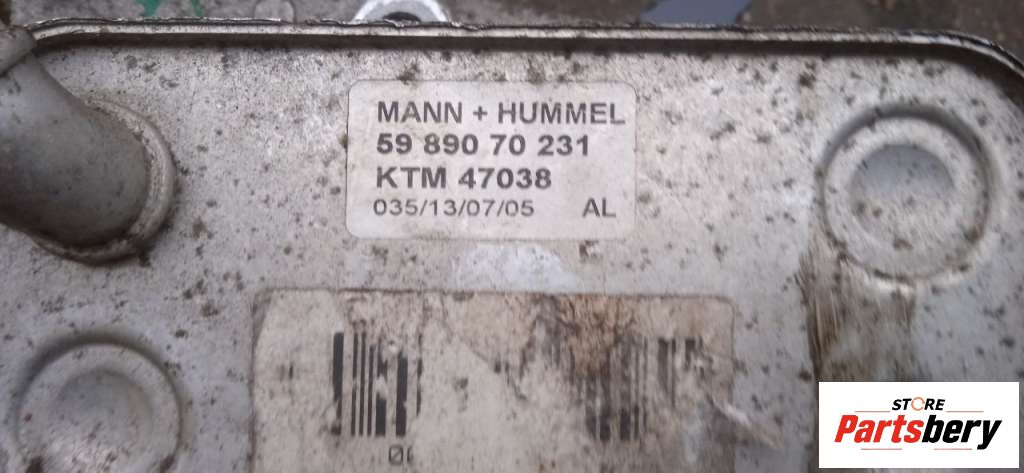 MANN + HUMMEL
59 890 70 231
KTM 47038
035/13/07/05 AL
STORE
Partsbery